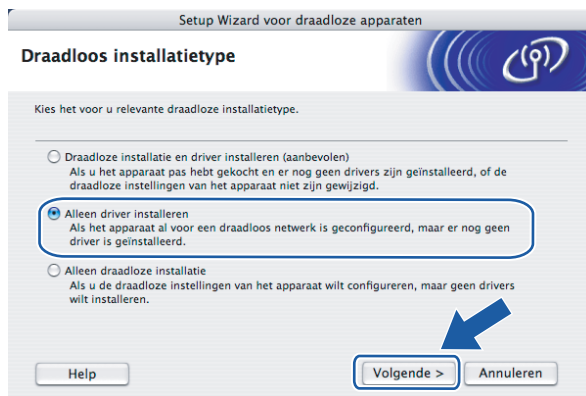 Setup Wizard voor draadloze apparaten
Draadloos installatietype
Kies het voor u relevante draadloze installatietype.
Draadloze installatie en driver installeren (aanbevolen)
Als u het apparaat pas hebt gekocht en er nog geen drivers zijn geïnstalleerd, of de
draadloze instellingen van het apparaat niet zijn gewijzigd.
Alleen driver installeren
Als het apparaat al voor een draadloos netwerk is geconfigureerd, maar er nog geen
driver is geïnstalleerd.
Alleen draadloze installatie
Als u de draadloze instellingen van het apparaat wilt configureren, maar geen drivers
wilt installeren.
Help
Volgende >
Annuleren